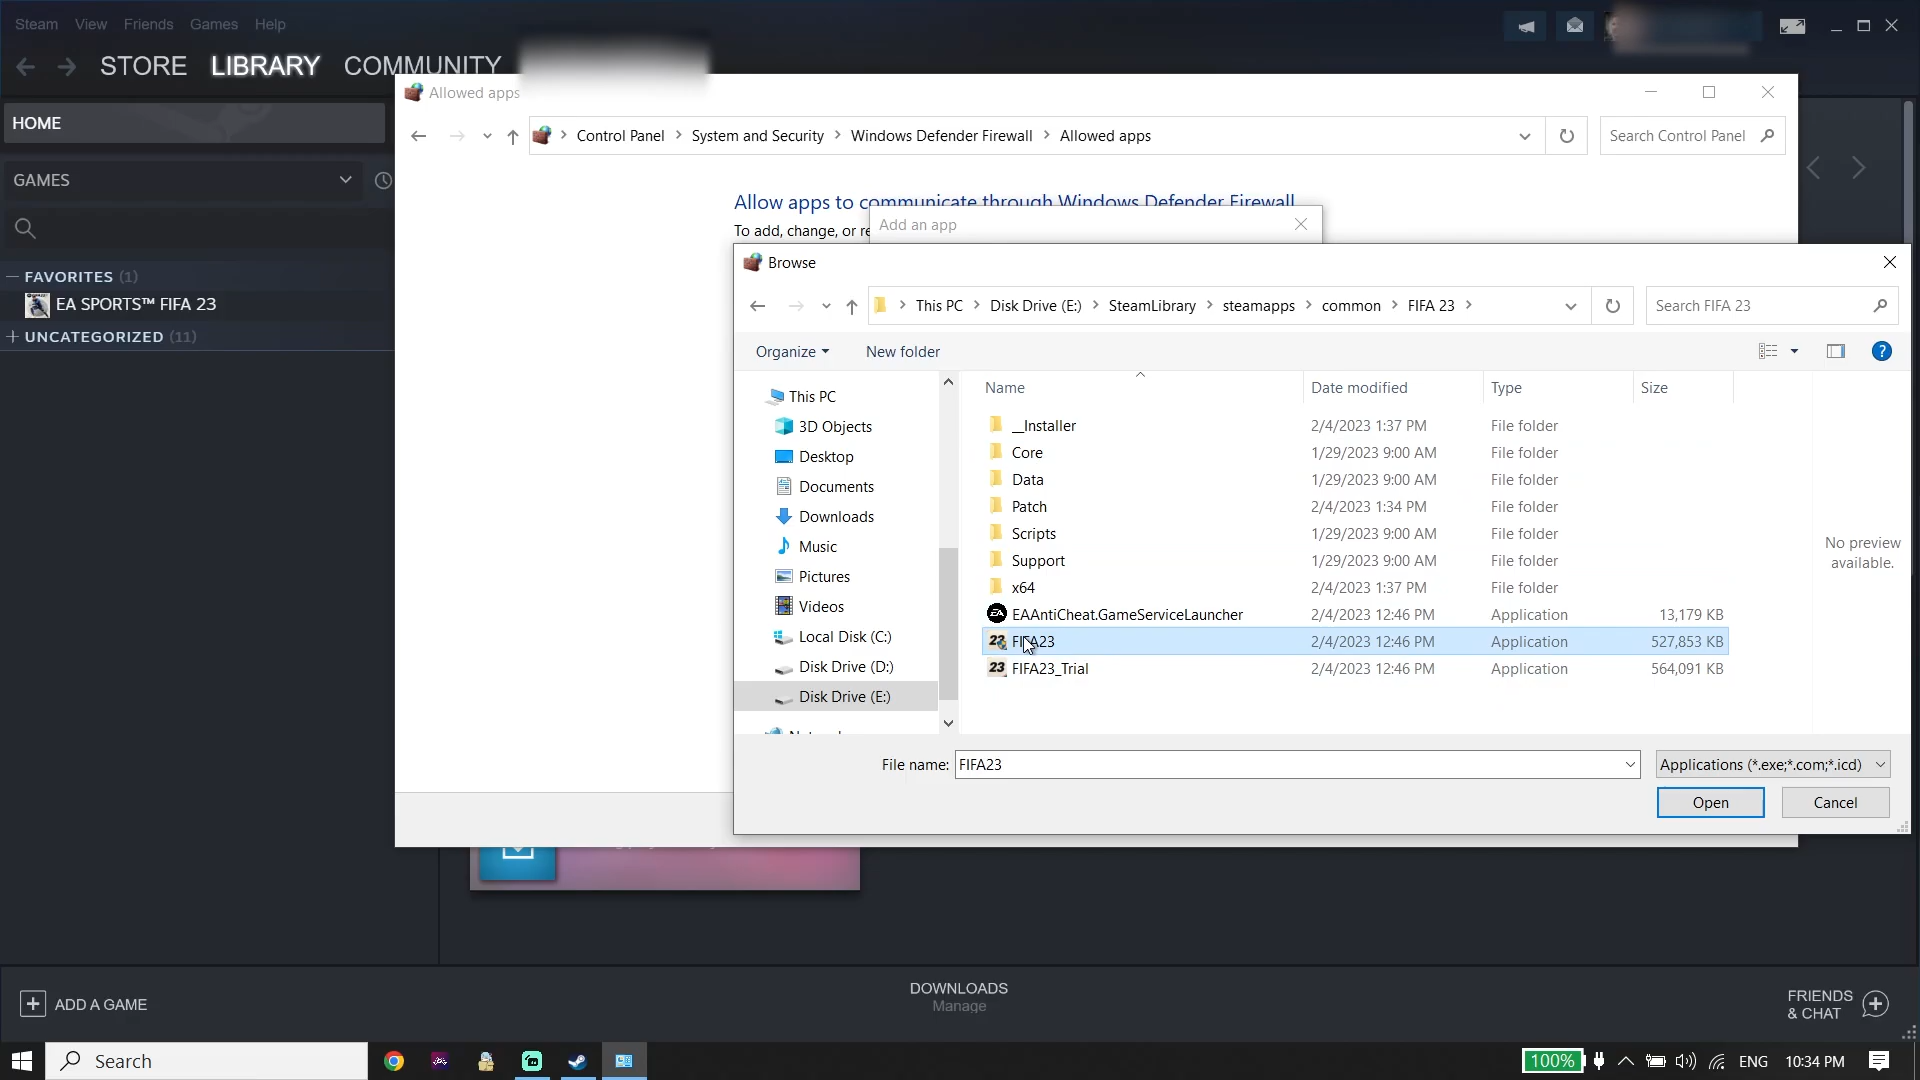 Steam View Friends Games Help
STORE LIBRARY COMMUNITY
HOME
GAMES
FAVORITES (1)
EA SPORTS™ FIFA 23
UNCATEGORIZED (11)
Allowed apps
Control Panel System and Security Windows Defender Firewall Allowed apps
Search Control Panel
Allow apps to communicate through Windows Defender Firewall
To add, change, or re
Add an app
Browse
This PC Disk Drive (E:) SteamLibrary steamapps common FIFA 23
Search FIFA 23
Organize New folder
This PC
3D Objects
Desktop
Documents
Downloads
Music
Pictures
Videos
Local Disk (C:)
Disk Drive (D:)
Disk Drive (E:)
Name Date modified Type Size
__Installer 2/4/2023 1:37 PM File folder
Core 1/29/2023 9:00 AM File folder
Data 1/29/2023 9:00 AM File folder
Patch 2/4/2023 1:34 PM File folder
Scripts 1/29/2023 9:00 AM File folder
Support 1/29/2023 9:00 AM File folder
x64 2/4/2023 1:37 PM File folder
EAAntiCheat.GameServiceLauncher 2/4/2023 12:46 PM Application 13,179 KB
FIFA23 2/4/2023 12:46 PM Application 527,853 KB
FIFA23_Trial 2/4/2023 12:46 PM Application 564,091 KB
No preview
available.
File name: FIFA23
Applications (*.exe;*.com;*.icd)
Open Cancel
ADD A GAME
DOWNLOADS
Manage
FRIENDS
& CHAT
Search
100% ENG 10:34 PM